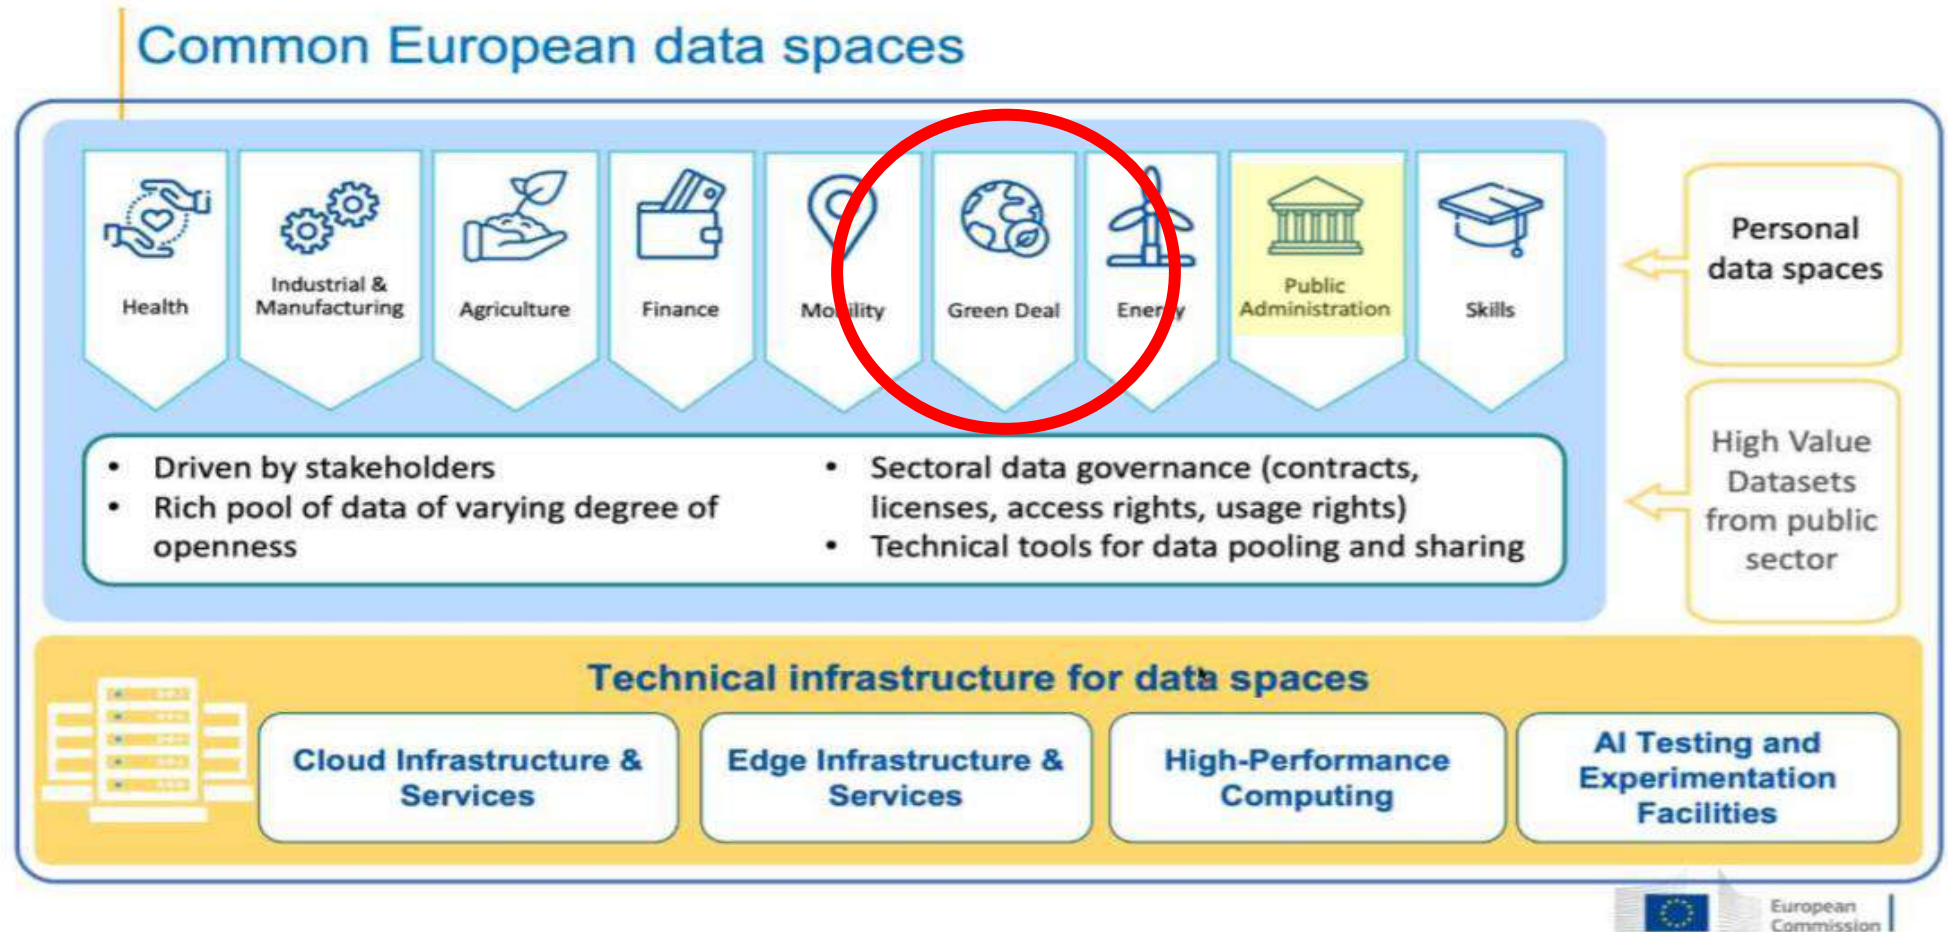 Common European data spaces
Health
Industrial &
Manufacturing
Agriculture
Finance
Mobility
Green Deal
Energy
Public
Administration
Skills
Personal
data spaces
• Driven by stakeholders
• Rich pool of data of varying degree of
openness
• Sectoral data governance (contracts,
licenses, access rights, usage rights)
• Technical tools for data pooling and sharing
High Value
Datasets
from public
sector
Technical infrastructure for data spaces
Cloud Infrastructure &
Services
Edge Infrastructure &
Services
High-Performance
Computing
AI Testing and
Experimentation
Facilities
European
Commission